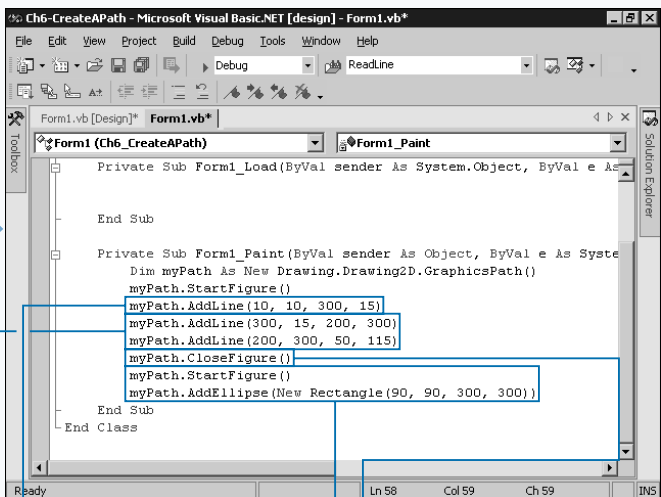 Ch6-CreateAPath - Microsoft Visual Basic.NET [design] - Form1.vb*
File Edit View Project Build Debug Tools Window Help
Debug ReadLine
Form1.vb [Design]* Form1.vb*
Toolbox
Form1 (Ch6_CreateAPath) Form1_Paint
Solution Explorer
Private Sub Form1_Load(ByVal sender As System.Object, ByVal e As
End Sub
Private Sub Form1_Paint(ByVal sender As Object, ByVal e As Syste
Dim myPath As New Drawing.Drawing2D.GraphicsPath()
myPath.StartFigure()
myPath.AddLine(10, 10, 300, 15)
myPath.AddLine(300, 15, 200, 300)
myPath.AddLine(200, 300, 50, 115)
myPath.CloseFigure()
myPath.StartFigure()
myPath.AddEllipse(New Rectangle(90, 90, 300, 300))
End Sub
End Class
Ready Ln 58 Col 59 Ch 59 INS